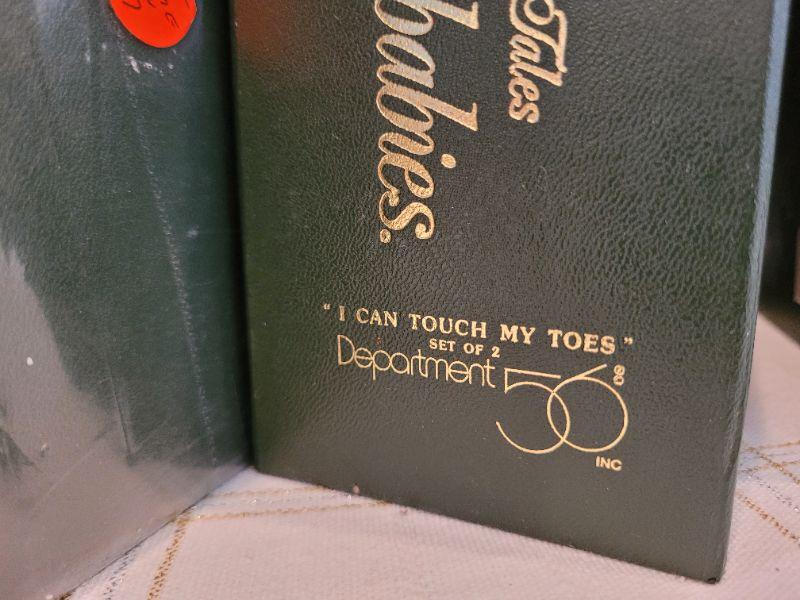 Tales
babies.
" I CAN TOUCH MY TOES "
SET OF 2
Department 56 ®
INC